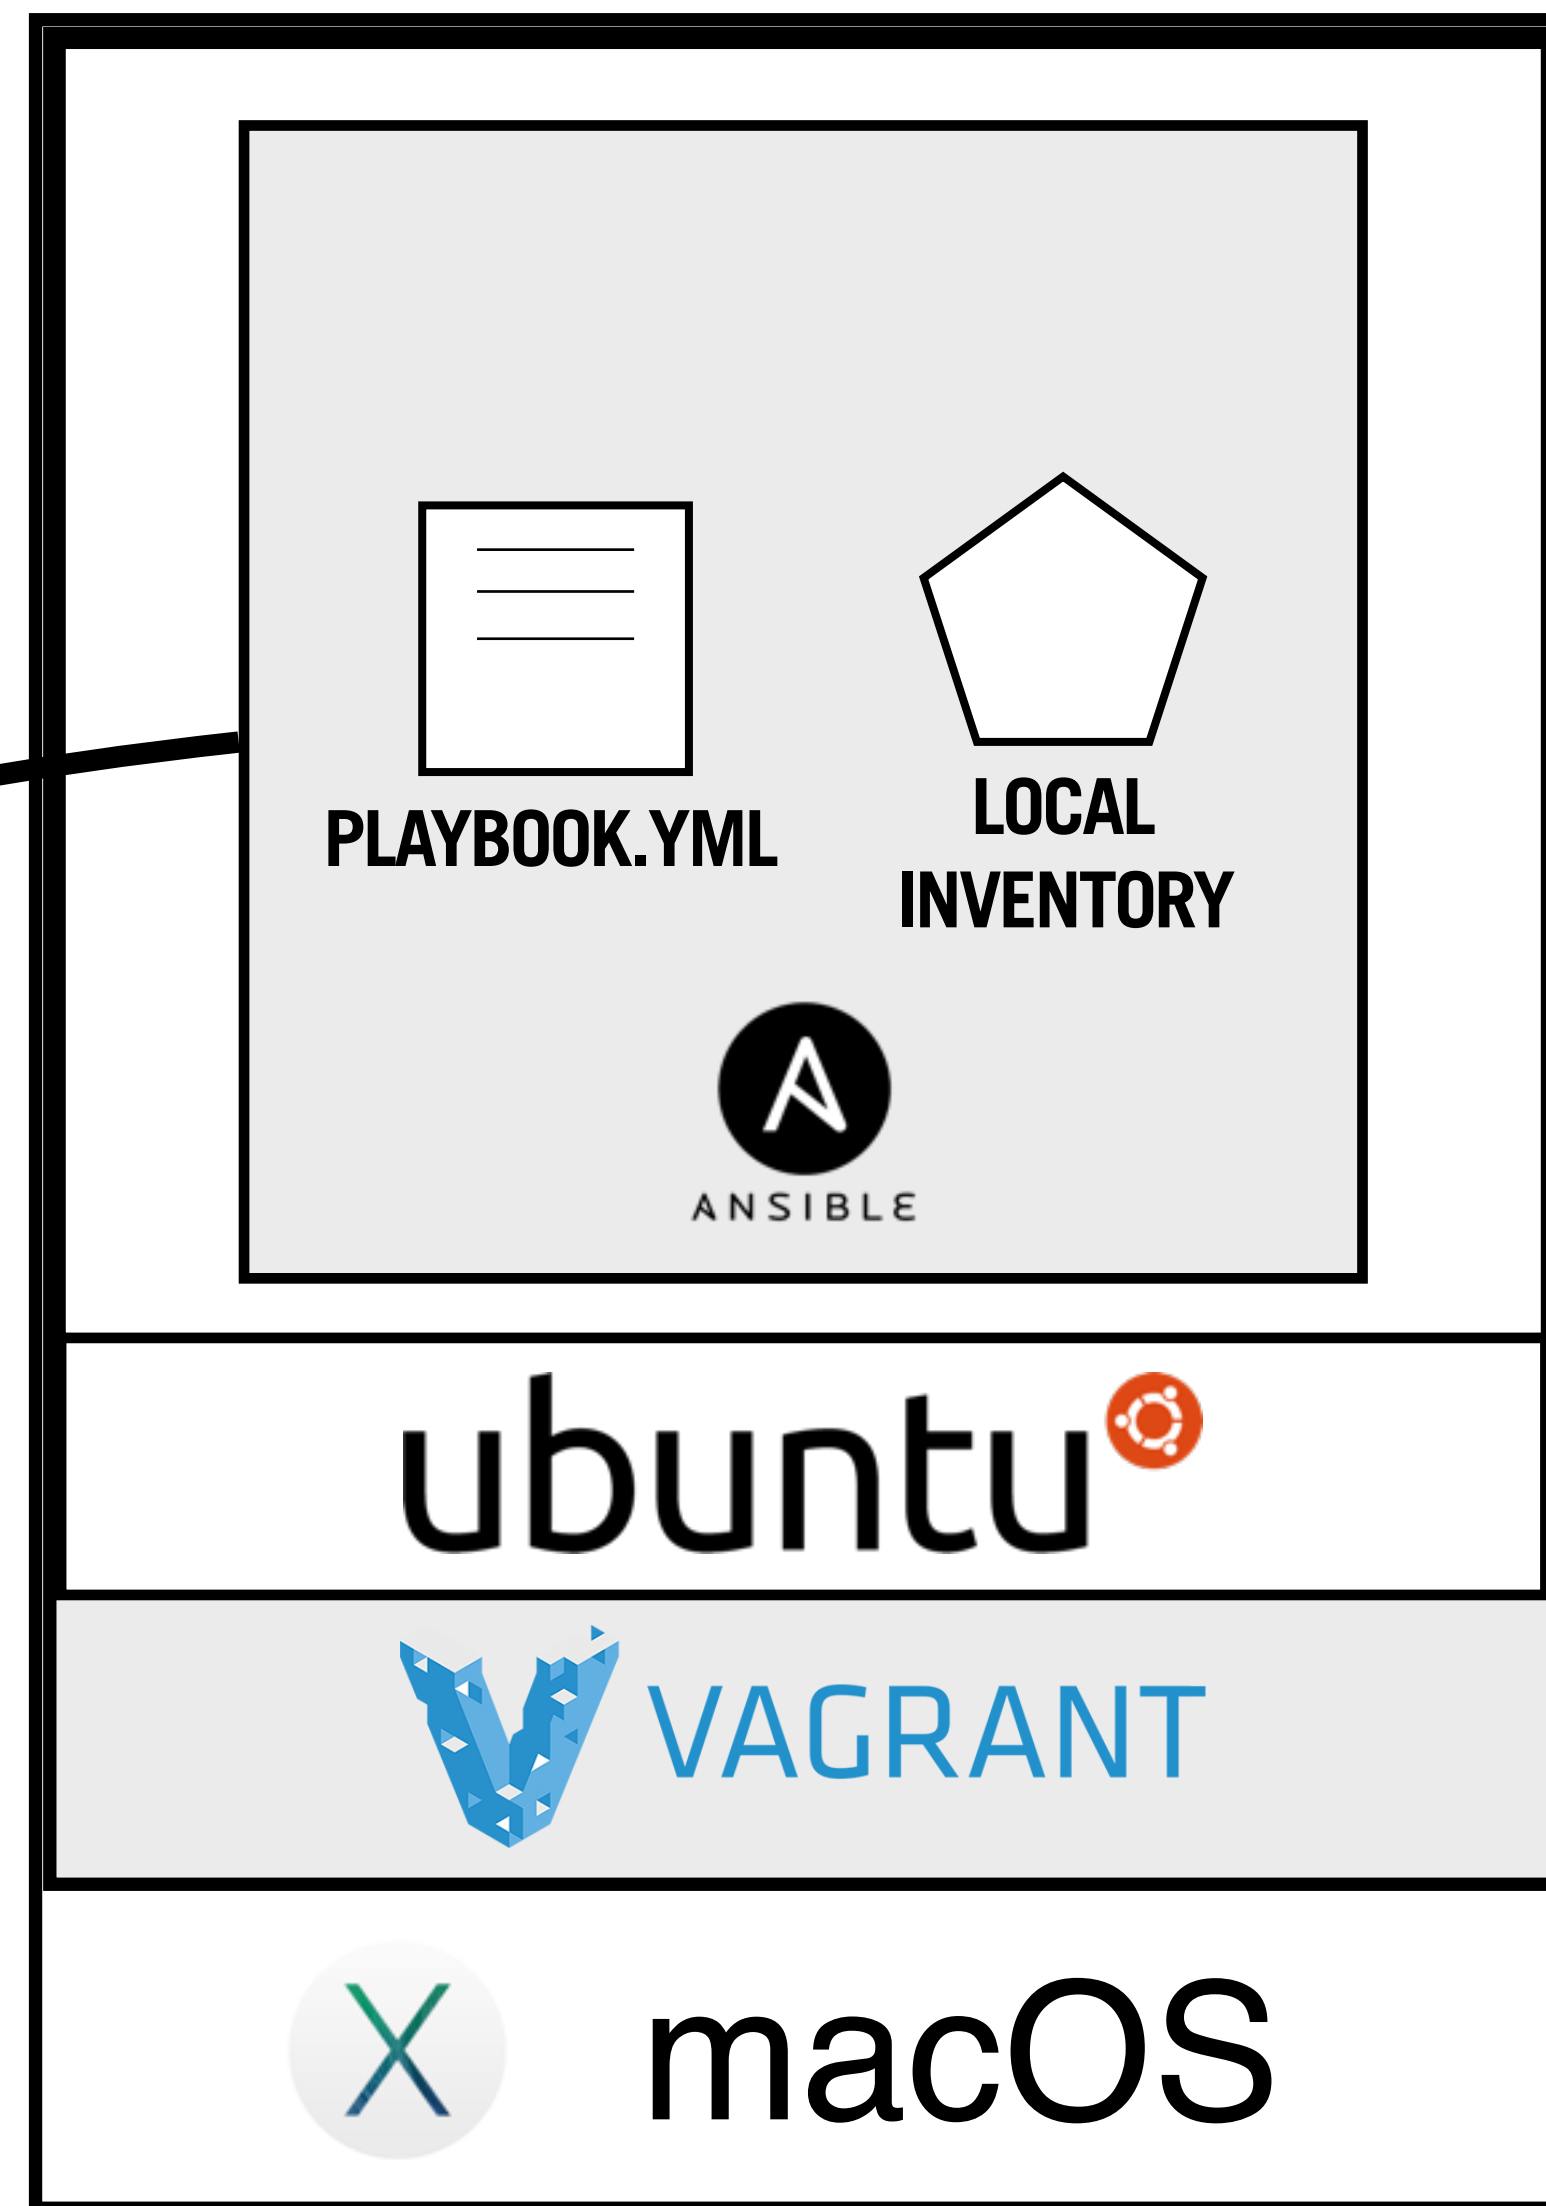 PLAYBOOK.YML
LOCAL
INVENTORY
ANSIBLE
ubuntu
VAGRANT
macOS